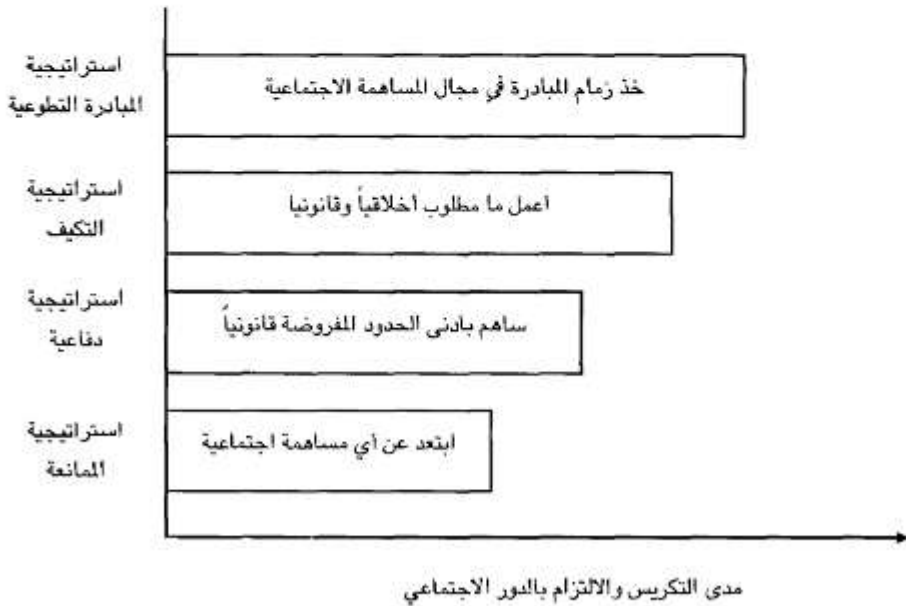 استراتيجية
المبادرة التطوعية
خذ زمام المبادرة في مجال المساهمة الاجتماعية
استراتيجية
التكيف
اعمل ما مطلوب أخلاقياً وقانونيا
استراتيجية
دفاعية
ساهم بادنى الحدود المفروضة قانونياً
استراتيجية
الممانعة
ابتعد عن أي مساهمة اجتماعية
مدى التكريس والالتزام بالدور الاجتماعي